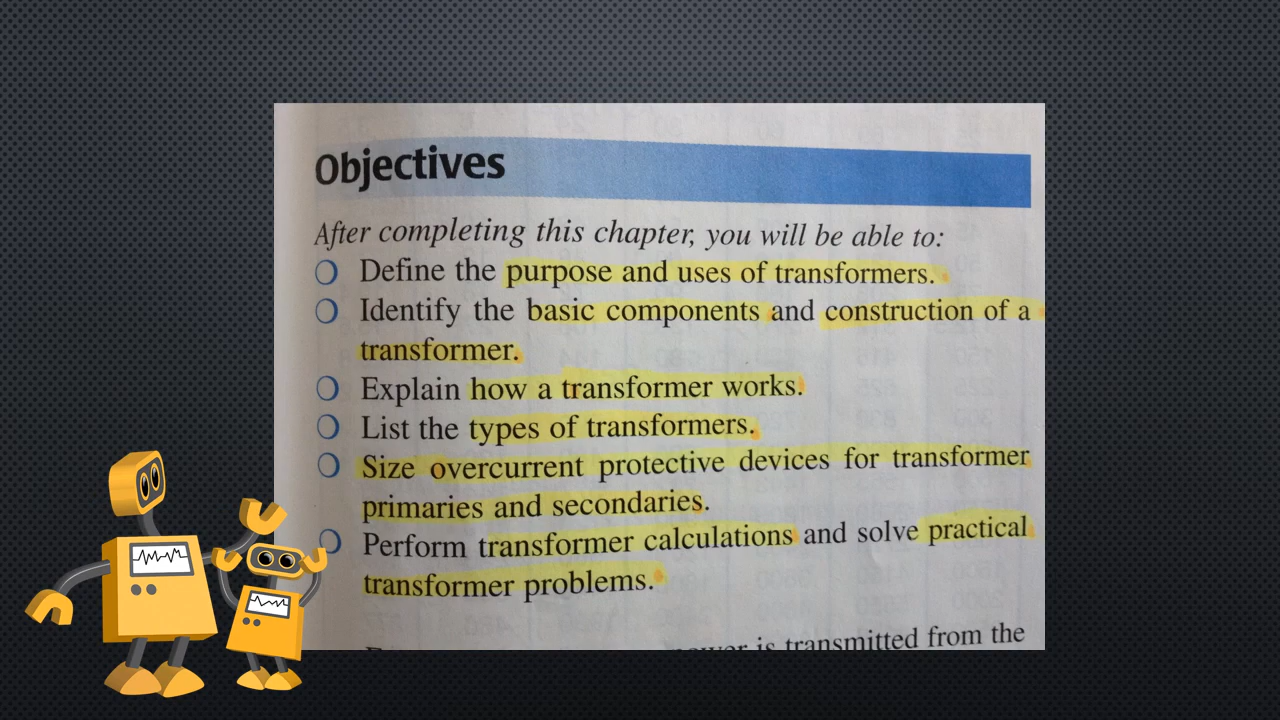 Objectives
After completing this chapter, you will be able to:
Define the purpose and uses of transformers.
Identify the basic components and construction of a
transformer.
Explain how a transformer works.
List the types of transformers.
Size overcurrent protective devices for transformer
primaries and secondaries.
Perform transformer calculations and solve practical
transformer problems.
is transmitted from the